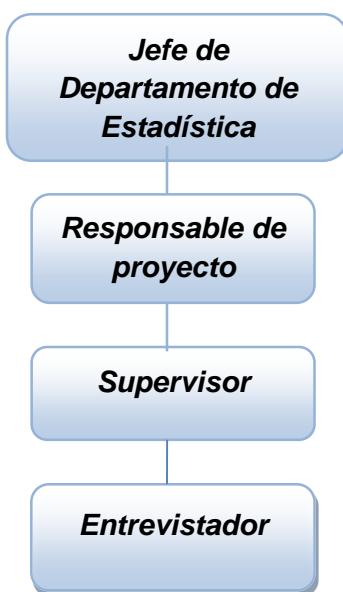 Jefe de
Departamento de
Estadística
Responsable de
proyecto
Supervisor
Entrevistador